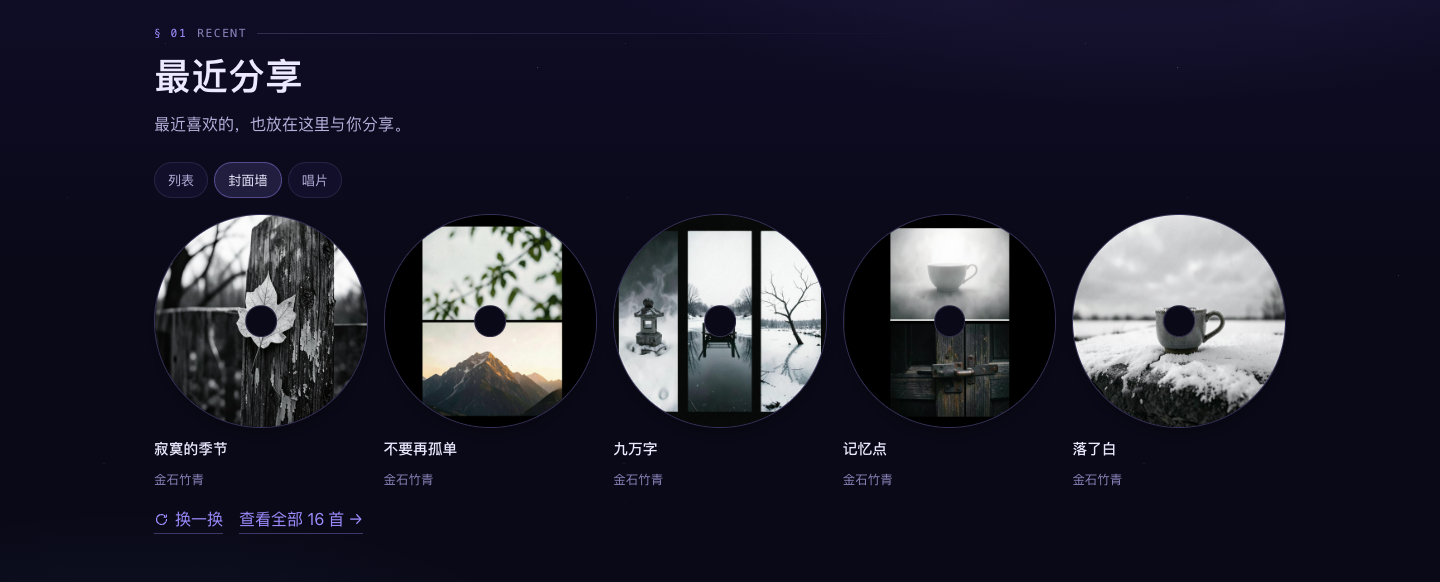 § 01 RECENT
最近分享
最近喜欢的，也放在这里与你分享。
列表 封面墙 唱片
寂寞的季节 不要再孤单 九万字 记忆点 落了白
金石竹青 金石竹青 金石竹青 金石竹青 金石竹青
换一换 查看全部 16 首 →